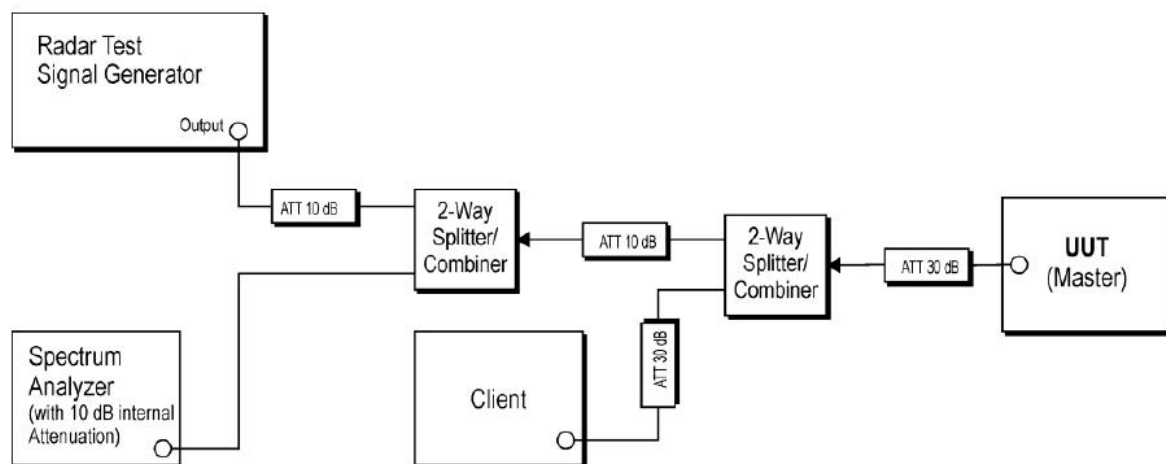 Radar Test
Signal Generator
Output
ATT 10 dB
2-Way
Splitter/
Combiner
ATT 10 dB
2-Way
Splitter/
Combiner
ATT 30 dB
UUT
(Master)
Spectrum
Analyzer
(with 10 dB internal
Attenuation)
Client
ATT 30 dB